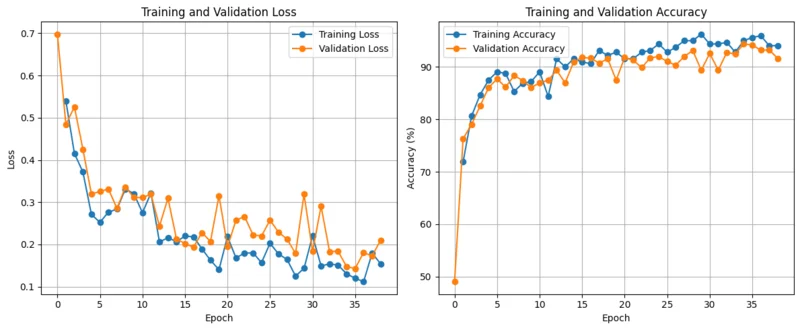 Training and Validation Loss
Training Loss
Validation Loss
0.7
0.6
0.5
0.4
0.3
0.2
0.1
Loss
0
5
10
15
20
25
30
35
Epoch
Training and Validation Accuracy
Training Accuracy
Validation Accuracy
90
80
70
60
50
Accuracy (%)
0
5
10
15
20
25
30
35
Epoch